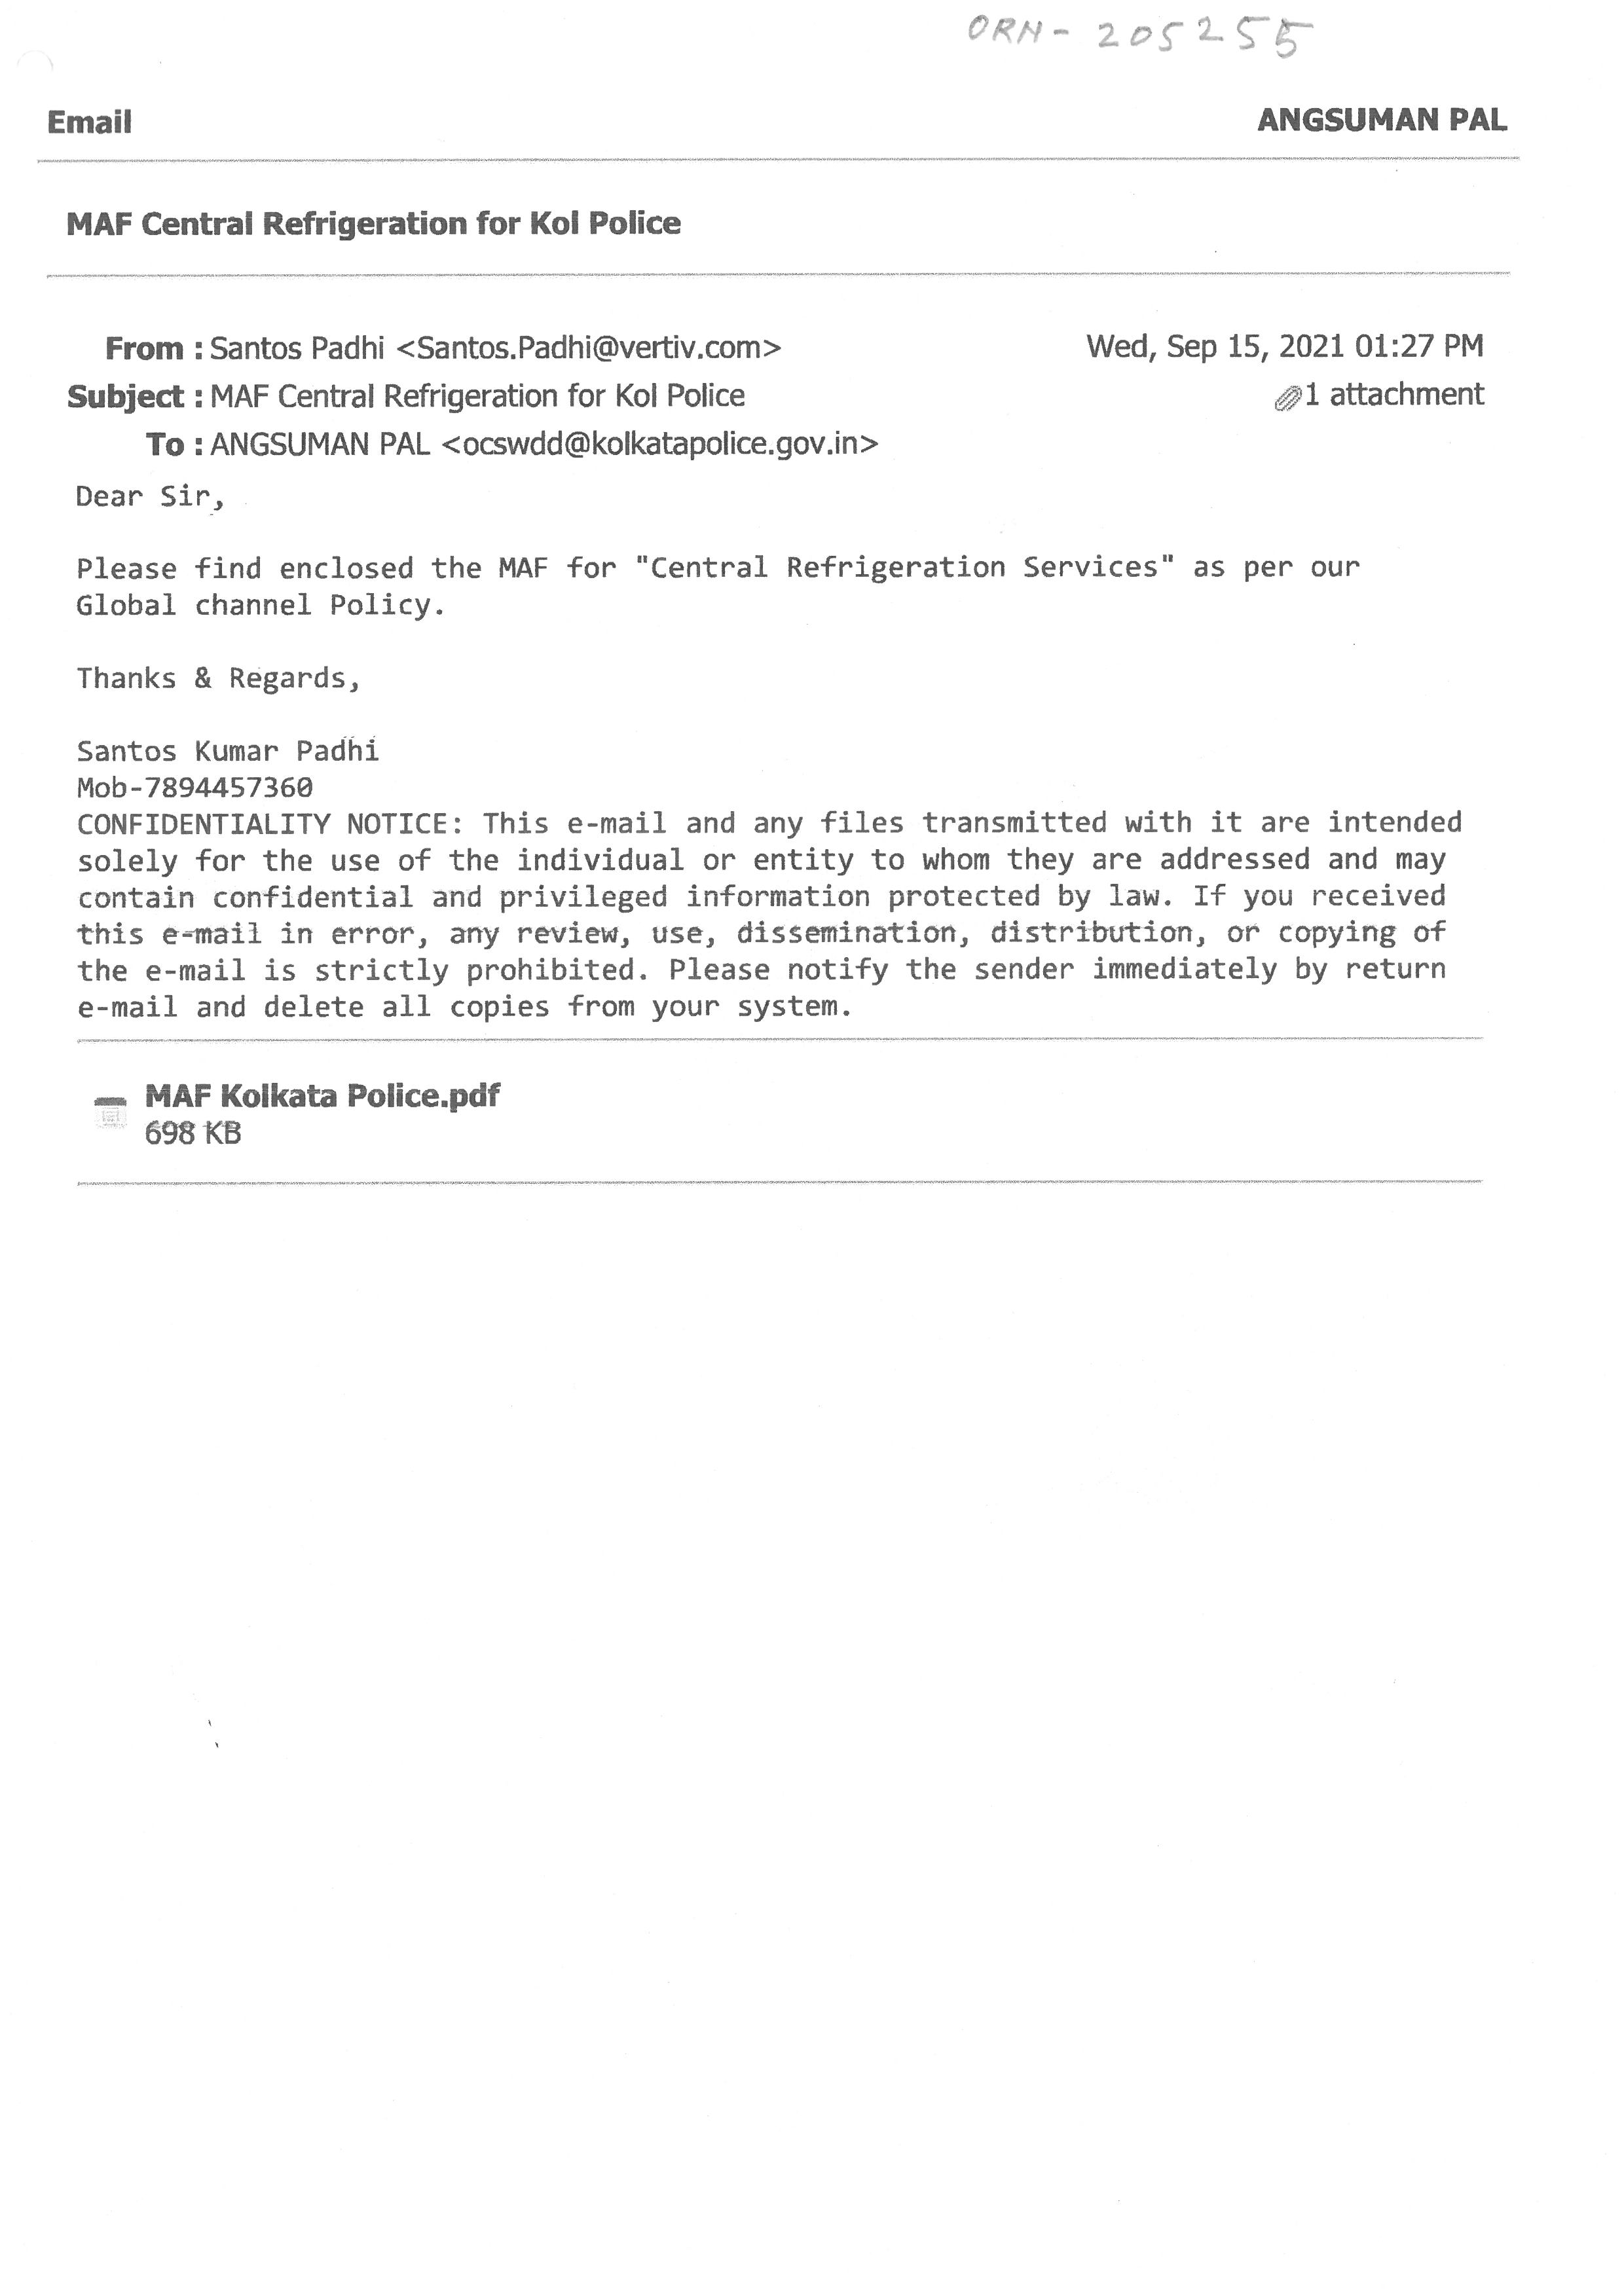 ORN - 205255
Email ANGSUMAN PAL
MAF Central Refrigeration for Kol Police
From : Santos Padhi <Santos.Padhi@vertiv.com> Wed, Sep 15, 2021 01:27 PM
Subject : MAF Central Refrigeration for Kol Police 1 attachment
To : ANGSUMAN PAL <ocswdd@kolkatapolice.gov.in>
Dear Sir,
Please find enclosed the MAF for "Central Refrigeration Services" as per our
Global channel Policy.
Thanks & Regards,
Santos Kumar Padhi
Mob-7894457360
CONFIDENTIALITY NOTICE: This e-mail and any files transmitted with it are intended
solely for the use of the individual or entity to whom they are addressed and may
contain confidential and privileged information protected by law. If you received
this e-mail in error, any review, use, dissemination, distribution, or copying of
the e-mail is strictly prohibited. Please notify the sender immediately by return
e-mail and delete all copies from your system.
MAF Kolkata Police.pdf
698 KB